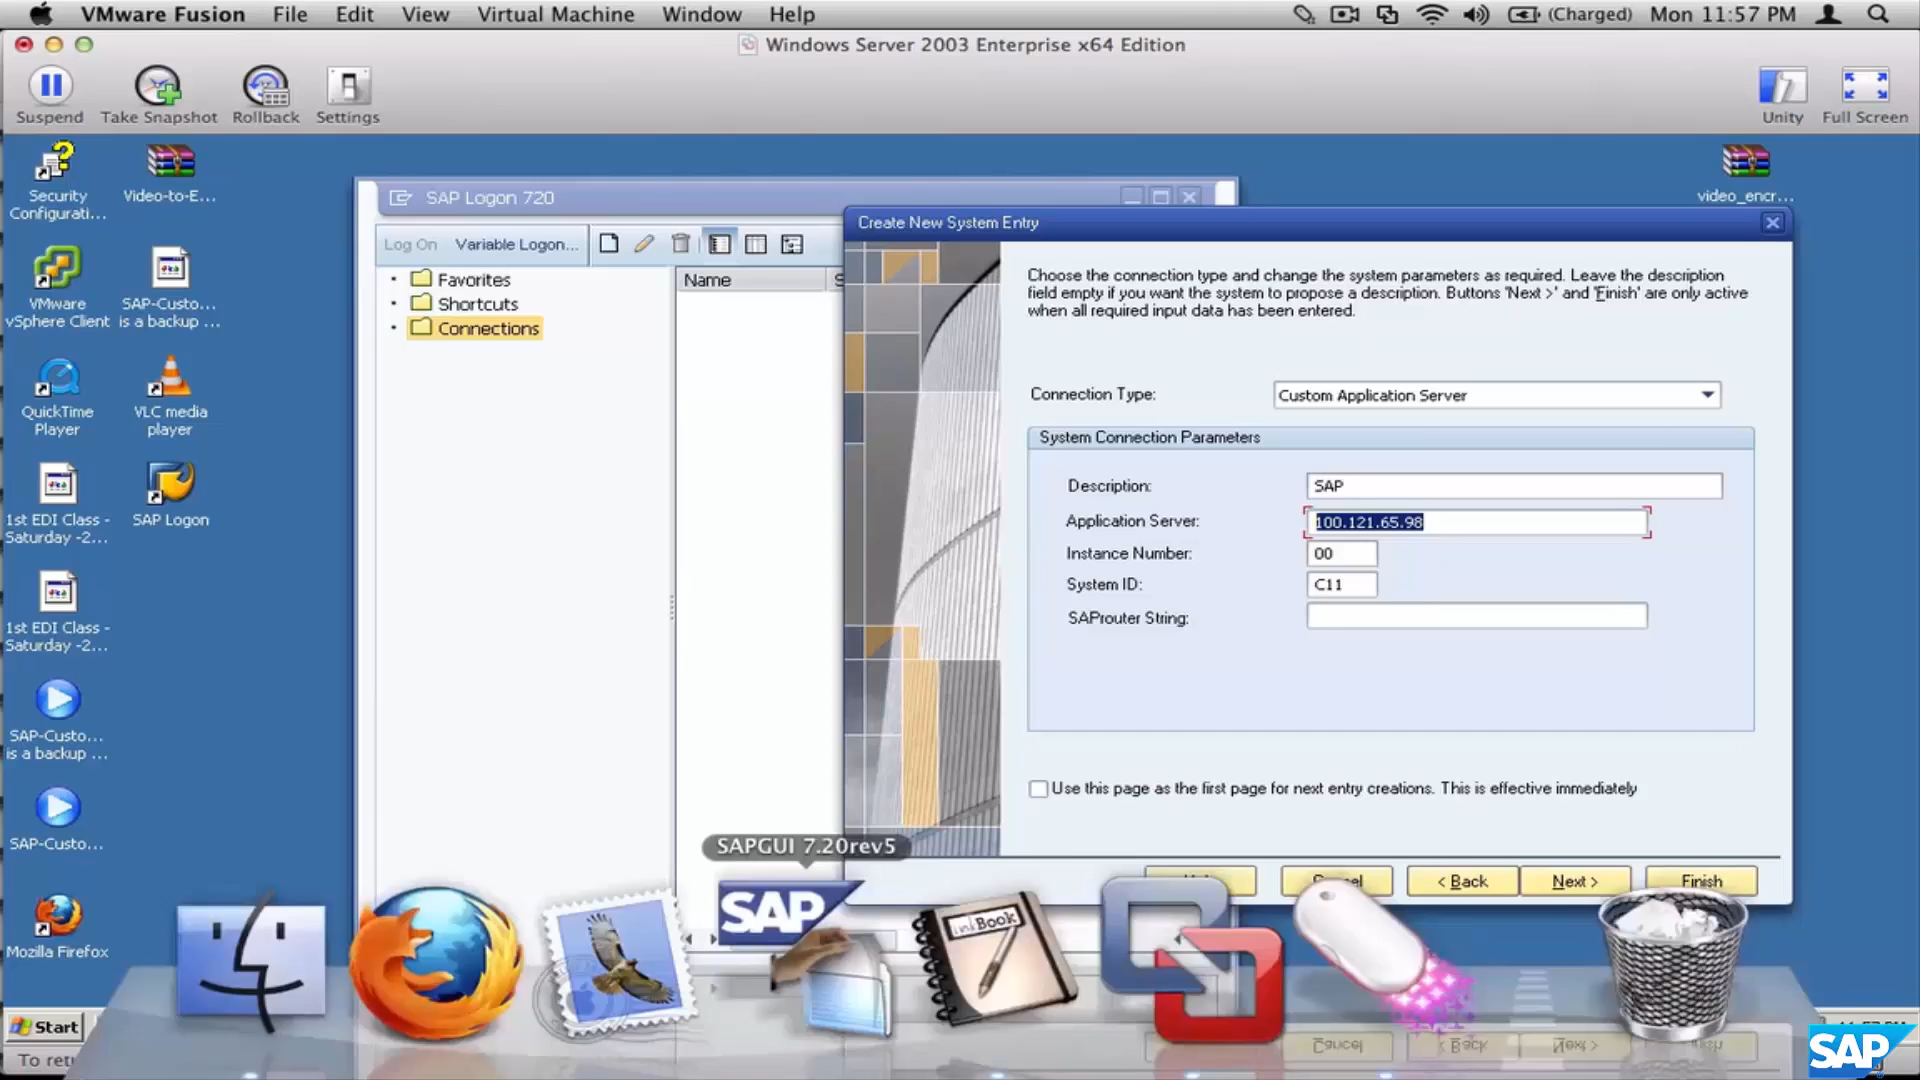 VMware Fusion File Edit View Virtual Machine Window Help
(Charged) Mon 11:57 PM
Windows Server 2003 Enterprise x64 Edition
Suspend Take Snapshot Rollback Settings
Unity Full Screen
Security
Configurati...
Video-to-E...
video_encr...
VMware
vSphere Client
SAP-Custo...
is a backup ...
QuickTime
Player
VLC media
player
1st EDI Class -
Saturday -2...
SAP Logon
1st EDI Class -
Saturday -2...
SAP-Custo...
is a backup ...
SAP-Custo...
Mozilla Firefox
Start
SAP Logon 720
Log On Variable Logon...
Favorites
Shortcuts
Connections
Name
Create New System Entry
Choose the connection type and change the system parameters as required. Leave the description
field empty if you want the system to propose a description. Buttons 'Next >' and 'Finish' are only active
when all required input data has been entered.
Connection Type: Custom Application Server
System Connection Parameters
Description: SAP
Application Server: 100.121.65.98
Instance Number: 00
System ID: C11
SAProuter String:
Use this page as the first page for next entry creations. This is effective immediately
< Back Next > Finish
SAPGUI 7.20rev5
SAP
inkBook
To retu
SAP